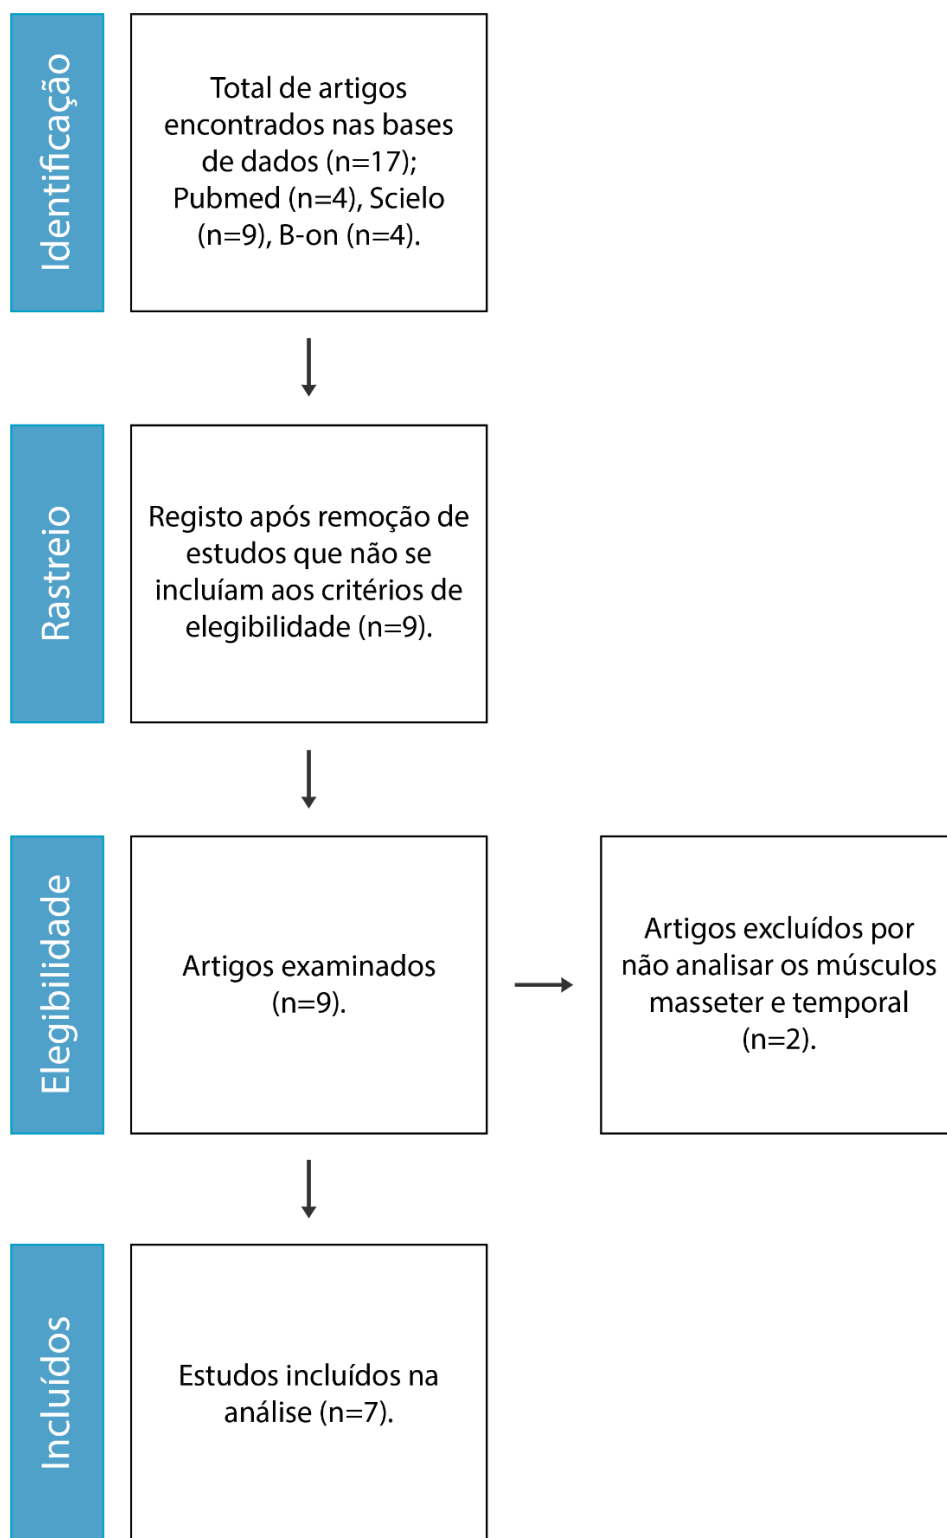 Identificação
Total de artigos
encontrados nas bases
de dados (n=17);
Pubmed (n=4), Scielo
(n=9), B-on (n=4).
Rastreio
Registo após remoção de
estudos que não se
incluíam aos critérios de
elegibilidade (n=9).
Elegibilidade
Artigos examinados
(n=9).
Artigos excluídos por
não analisar os músculos
masseter e temporal
(n=2).
Incluídos
Estudos incluídos na
análise (n=7).